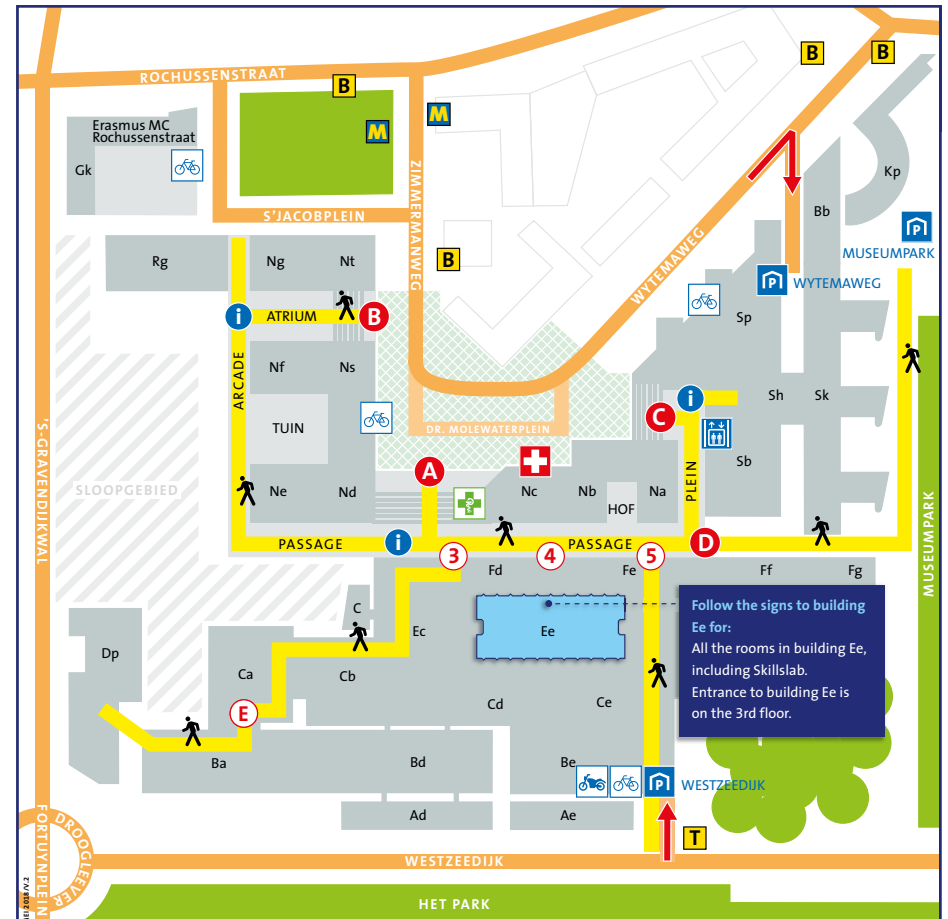 ROCHUSSENSTRAAT
B
B
B
Erasmus MC
Rochussenstraat
Gk
M
M
ZIMMERMANWEG
S'JACOBPLEIN
Kp
Bb
P
MUSEUMPARK
B
WYTEMAWEG
P
WYTEMAWEG
Rg
Ng
Nt
i
ATRIUM
B
Sp
ARCADE
Nf
Ns
TUIN
DR. MOLEWATERPLEIN
C
i
Sh
Sk
'S-GRAVENDIJKWAL
SLOOPGEBIED
Ne
Nd
A
Nc
Nb
HOF
Na
PLEIN
Sb
MUSEUMPARK
PASSAGE
i
3
4
PASSAGE
5
D
Fd
Fe
Ff
Fg
C
Ec
Ee
Follow the signs to building
Ee for:
All the rooms in building Ee,
including Skillslab.
Entrance to building Ee is
on the 3rd floor.
Dp
Ca
Cb
Cd
Ce
E
Ba
Bd
Be
P
WESTZEEDIJK
Ad
Ae
T
DROOGLEEVER
FORTUYNPLEIN
WESTZEEDIJK
HET PARK